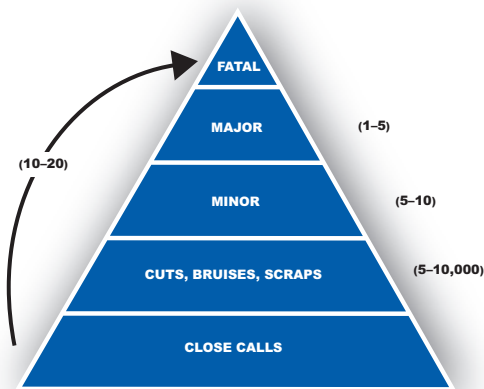 FATAL
MAJOR
(1–5)
(10–20)
MINOR
(5–10)
CUTS, BRUISES, SCRAPS
(5–10,000)
CLOSE CALLS